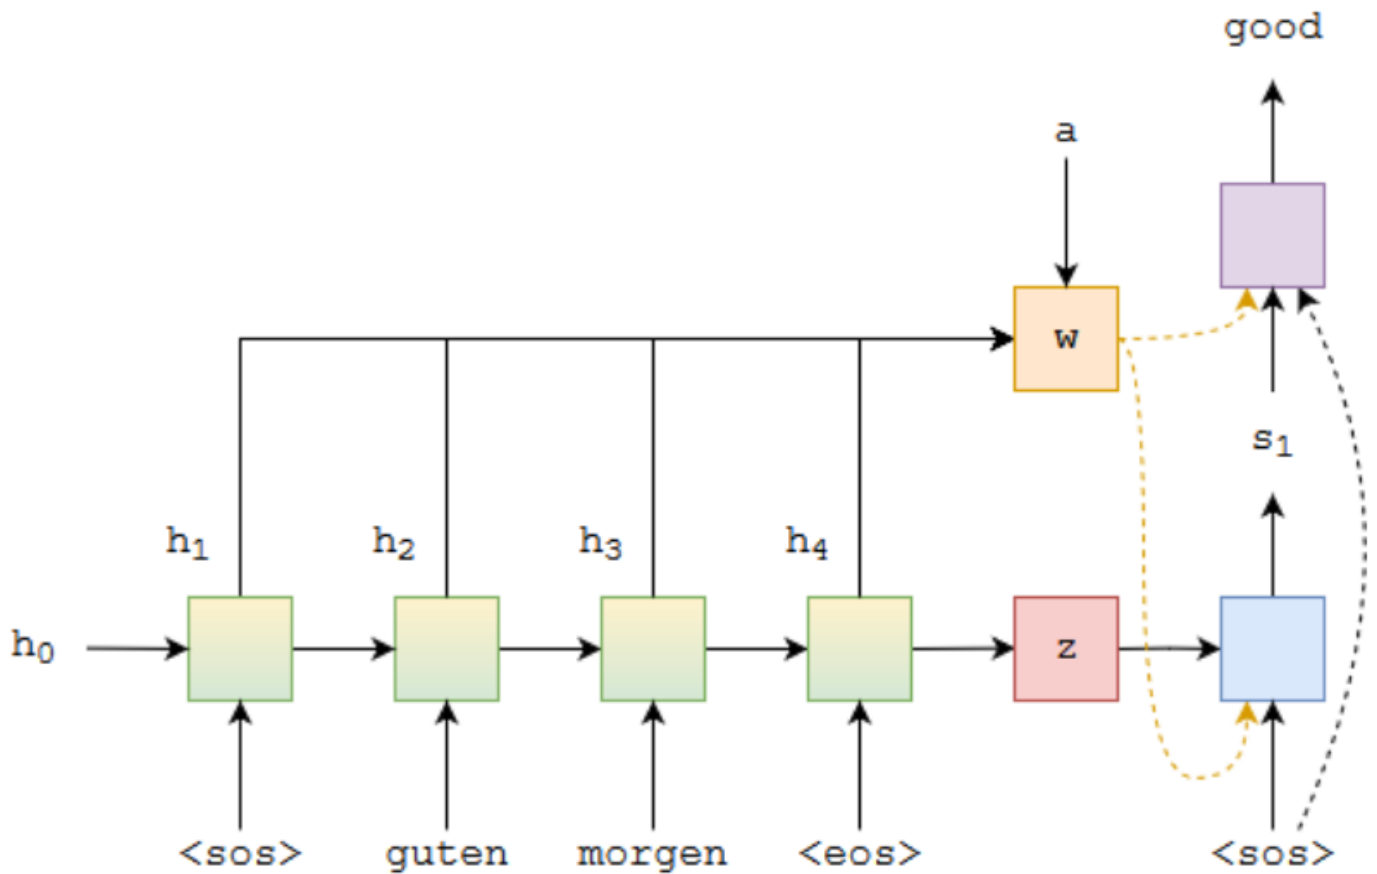 good
a
w
s₁
h₁ h₂ h₃ h₄
h₀ z
<sos> guten morgen <eos> <sos>